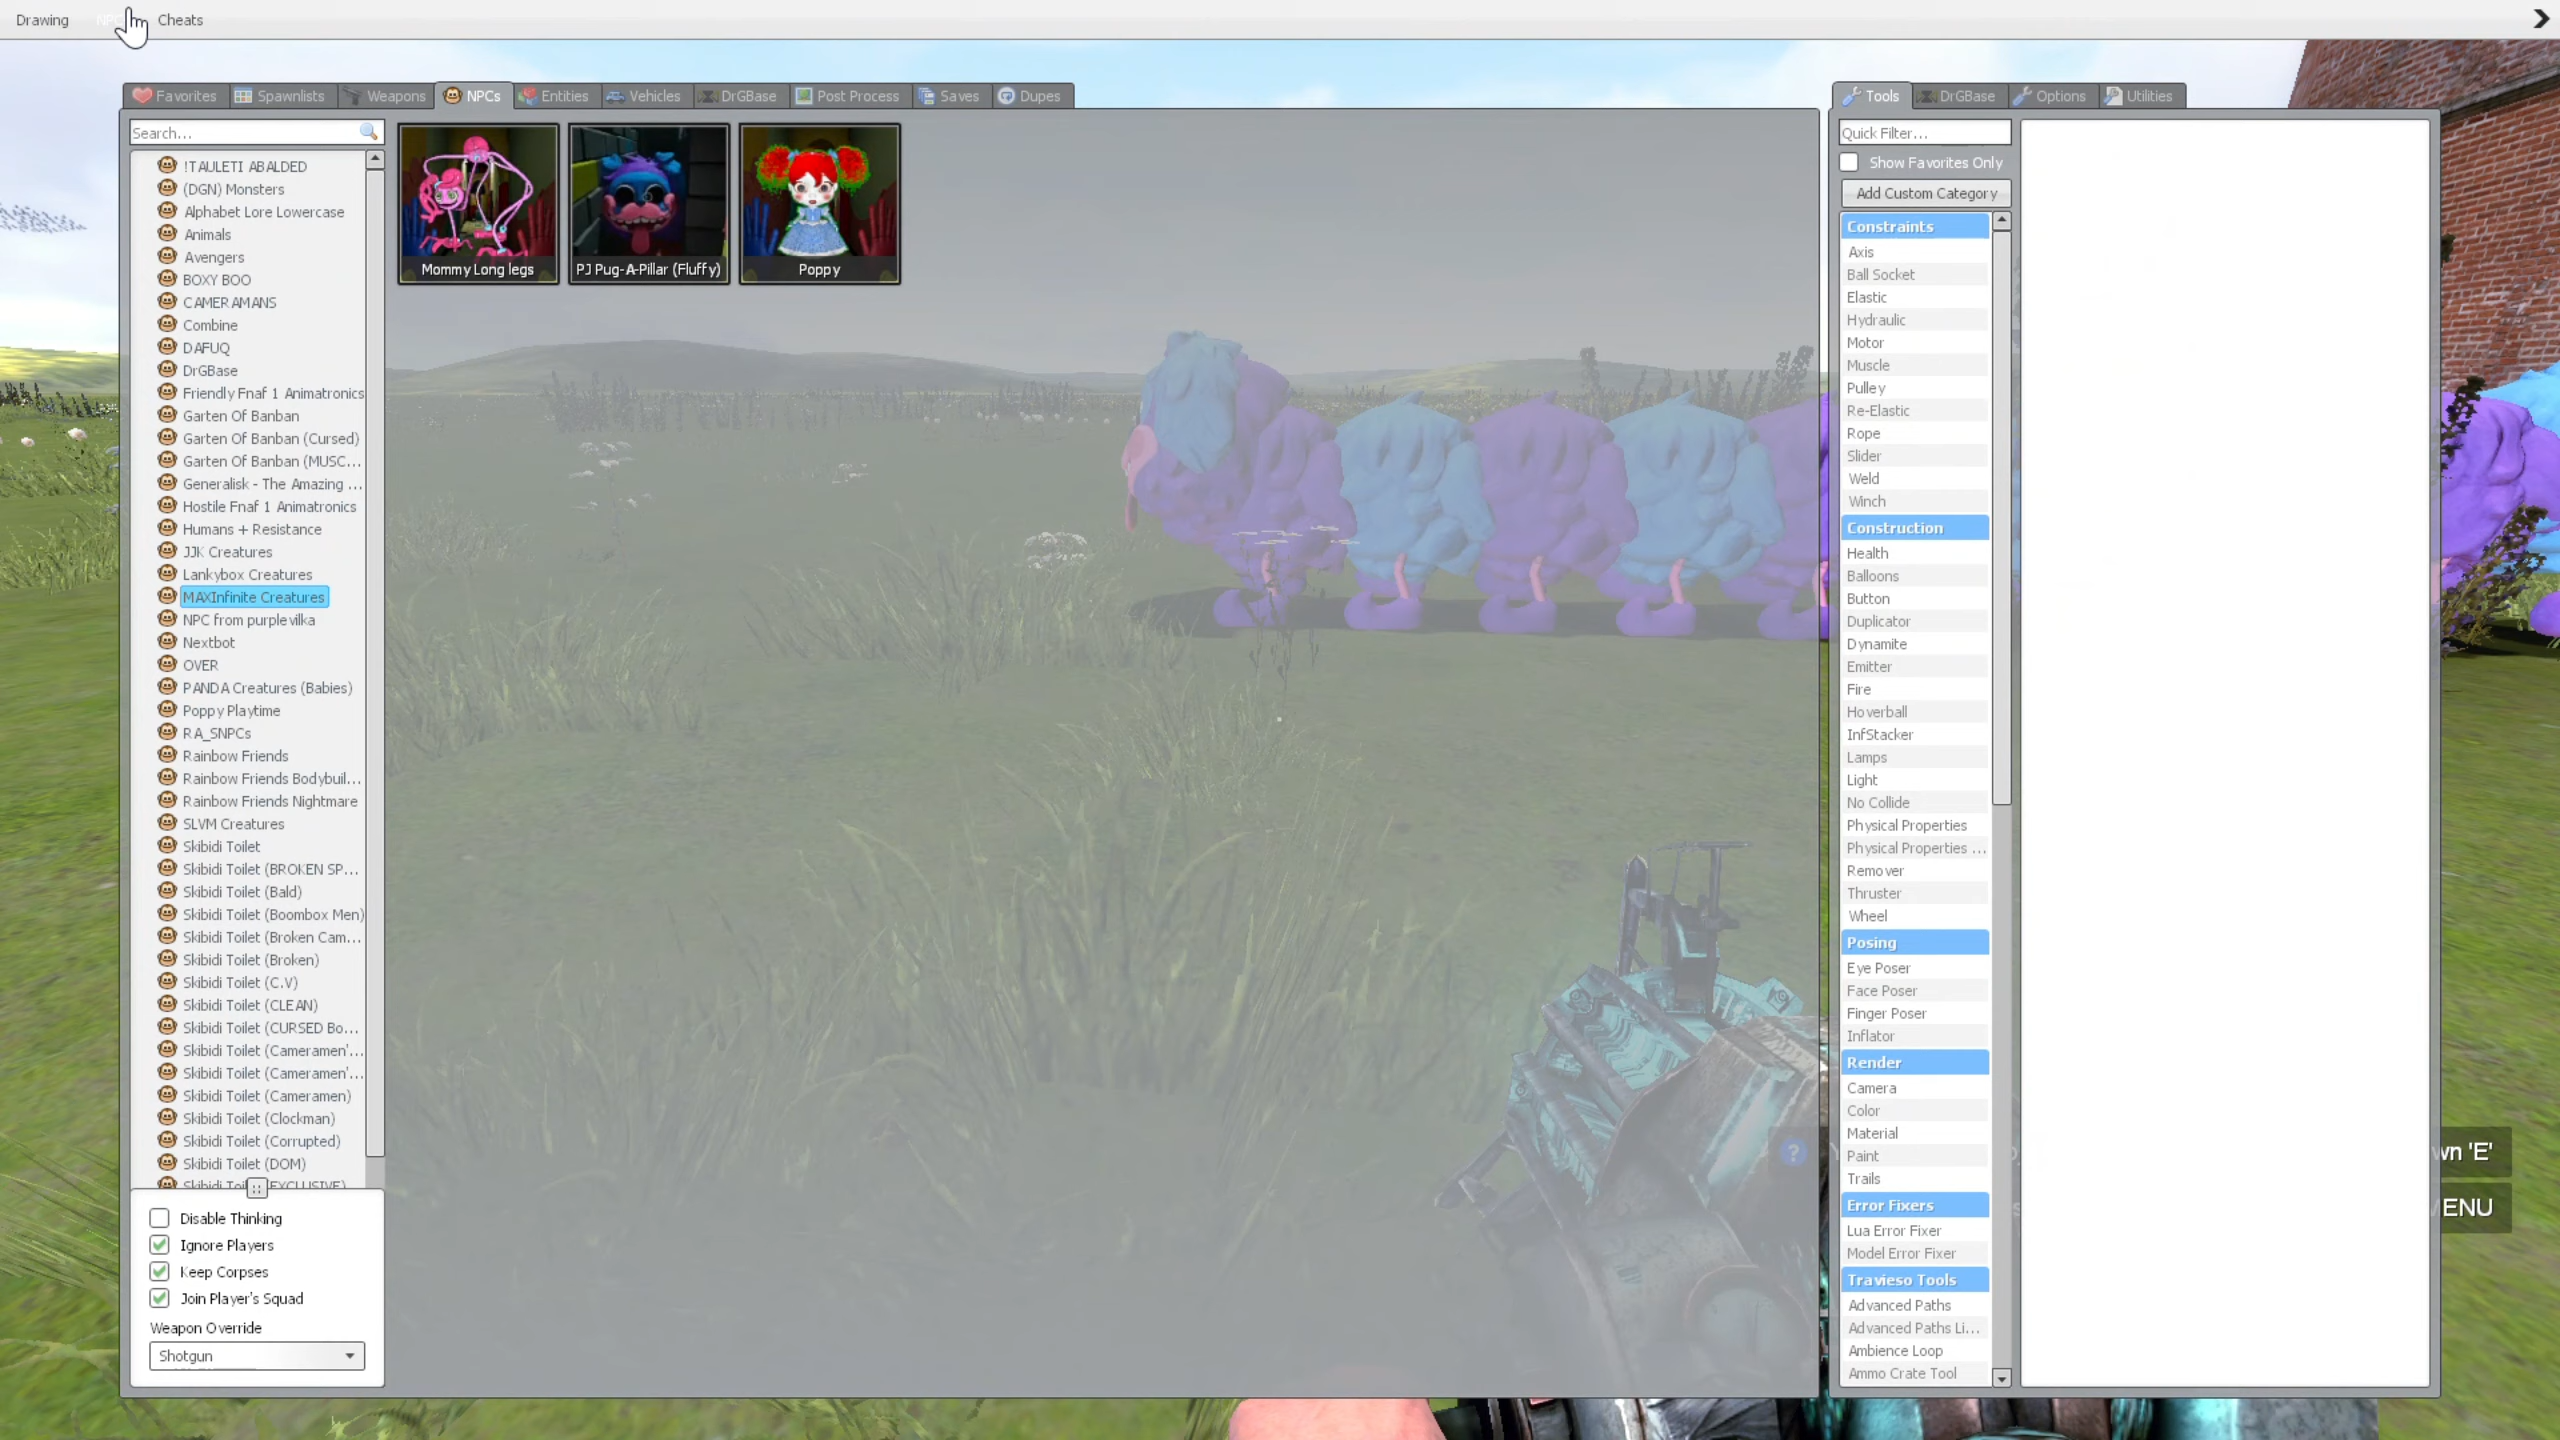 Drawing
NPCs
Cheats
Favorites
Spawnlists
Weapons
NPCs
Entities
Vehicles
DrGBase
Post Process
Saves
Dupes
Tools
DrGBase
Options
Utilities
Search...
!TAULETI ABALDED
(DGN) Monsters
Alphabet Lore Lowercase
Animals
Avengers
BOXY BOO
CAMERAMANS
Combine
DAFUQ
DrGBase
Friendly Fnaf 1 Animatronics
Garten Of Banban
Garten Of Banban (Cursed)
Garten Of Banban (MUSC...
Generalisk - The Amazing ...
Hostile Fnaf 1 Animatronics
Humans + Resistance
JJK Creatures
Lankybox Creatures
MAXInfinite Creatures
NPC from purplevilka
Nextbot
OVER
PANDA Creatures (Babies)
Poppy Playtime
RA_SNPCs
Rainbow Friends
Rainbow Friends Bodybuil...
Rainbow Friends Nightmare
SLVM Creatures
Skibidi Toilet
Skibidi Toilet (BROKEN SP...
Skibidi Toilet (Bald)
Skibidi Toilet (Boombox Men)
Skibidi Toilet (Broken Cam...
Skibidi Toilet (Broken)
Skibidi Toilet (C.V)
Skibidi Toilet (CLEAN)
Skibidi Toilet (CURSED Bo...
Skibidi Toilet (Cameramen'...
Skibidi Toilet (Cameramen'...
Skibidi Toilet (Cameramen)
Skibidi Toilet (Clockman)
Skibidi Toilet (Corrupted)
Skibidi Toilet (DOM)
Skibidi Toi EXCLUSIVE)
Disable Thinking
Ignore Players
Keep Corpses
Join Player's Squad
Weapon Override
Shotgun
Mommy Long legs
PJ Pug-A-Pillar (Fluffy)
Poppy
Quick Filter...
Show Favorites Only
Add Custom Category
Constraints
Axis
Ball Socket
Elastic
Hydraulic
Motor
Muscle
Pulley
Re-Elastic
Rope
Slider
Weld
Winch
Construction
Health
Balloons
Button
Duplicator
Dynamite
Emitter
Fire
Hoverball
InfStacker
Lamps
Light
No Collide
Physical Properties
Physical Properties ...
Remover
Thruster
Wheel
Posing
Eye Poser
Face Poser
Finger Poser
Inflator
Render
Camera
Color
Material
Paint
Trails
Error Fixers
Lua Error Fixer
Model Error Fixer
Travieso Tools
Advanced Paths
Advanced Paths Li...
Ambience Loop
Ammo Crate Tool
wn 'E'
ENU